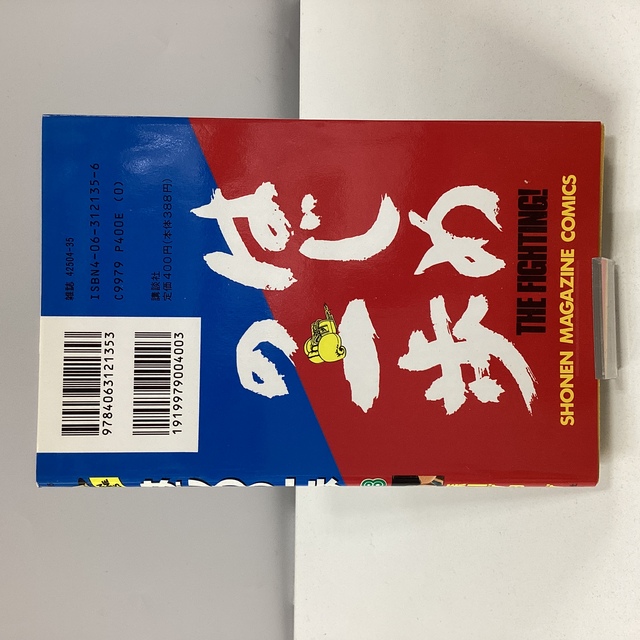 SHONEN MAGAZINE COMICS
THE FIGHTING!
はじめ
の一歩
雑誌 42504-35
ISBN4-06-312135-6
C9979 P400E (0)
講談社
定価400円(本体388円)
9784063121353
1919979004003